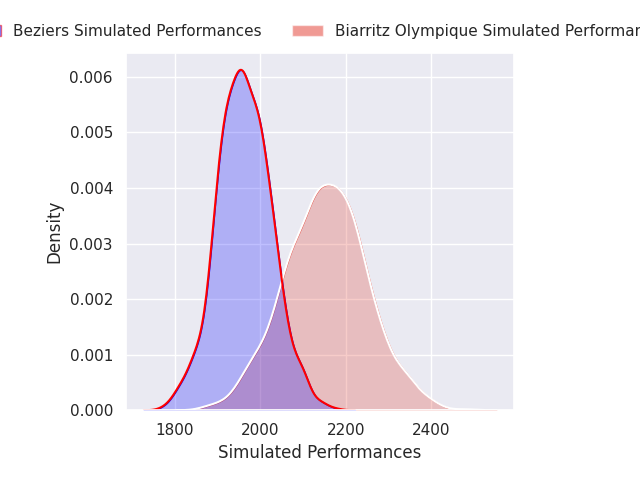 Beziers Simulated Performances
Biarritz Olympique Simulated Performan
0.006
0.005
0.004
0.003
0.002
0.001
0.000
Density
1800 2000 2200 2400
Simulated Performances